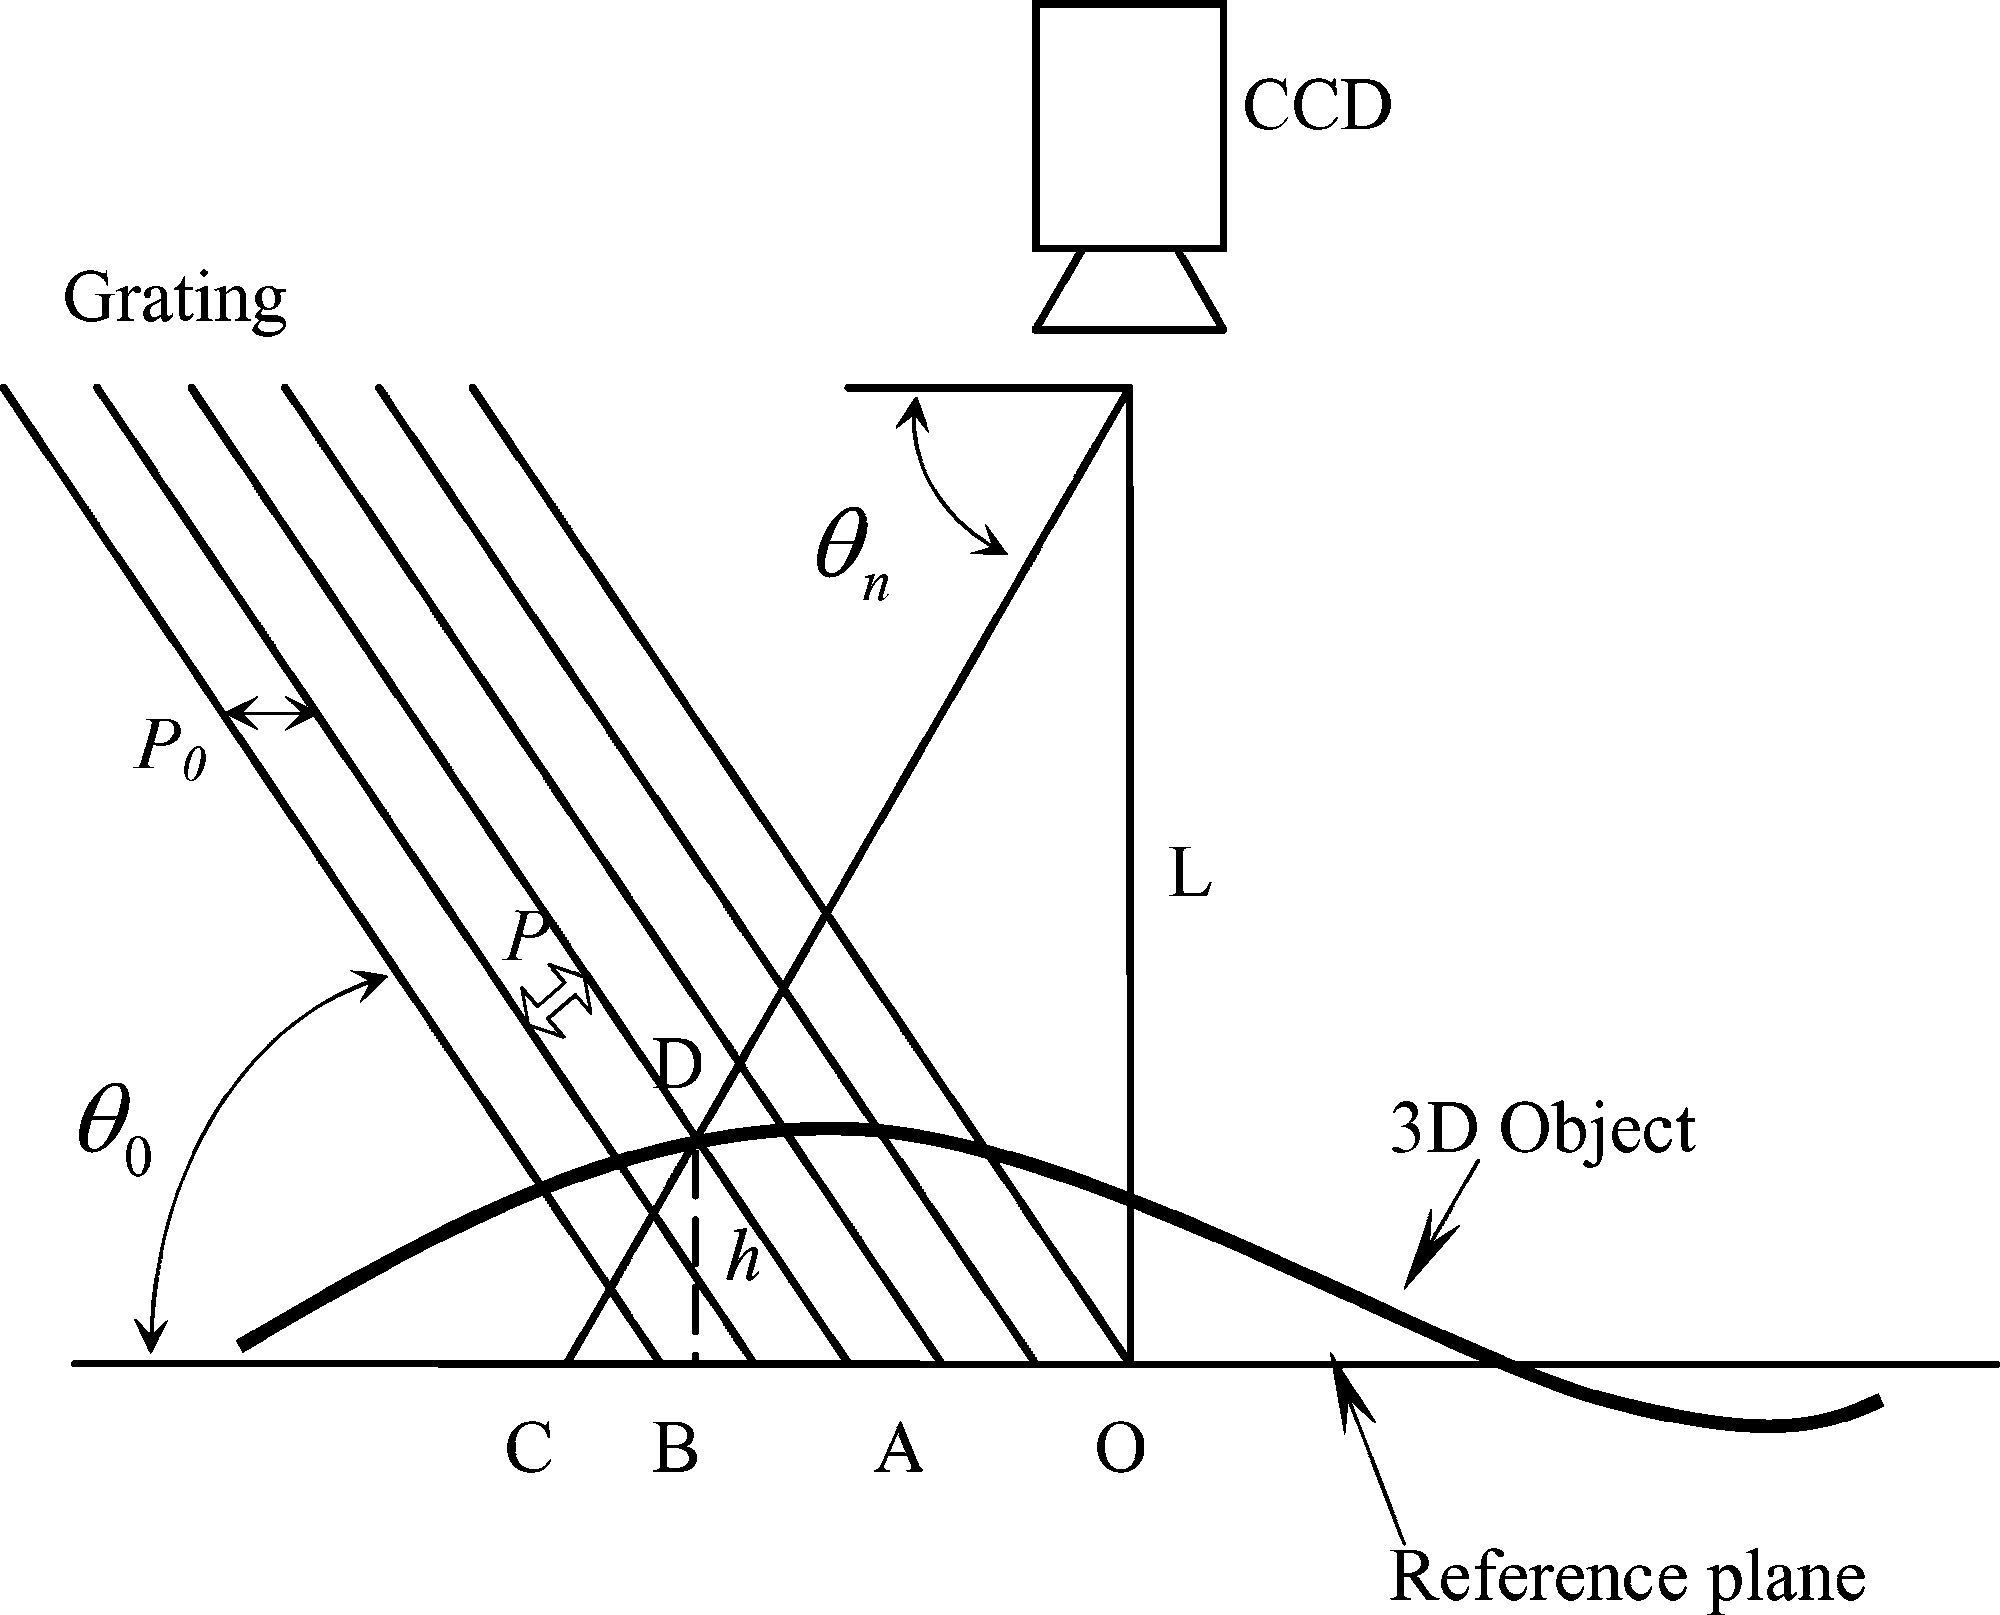 CCD
Grating
θn
P0
L
P
D
θ0
3D Object
h
C B A O
Reference plane